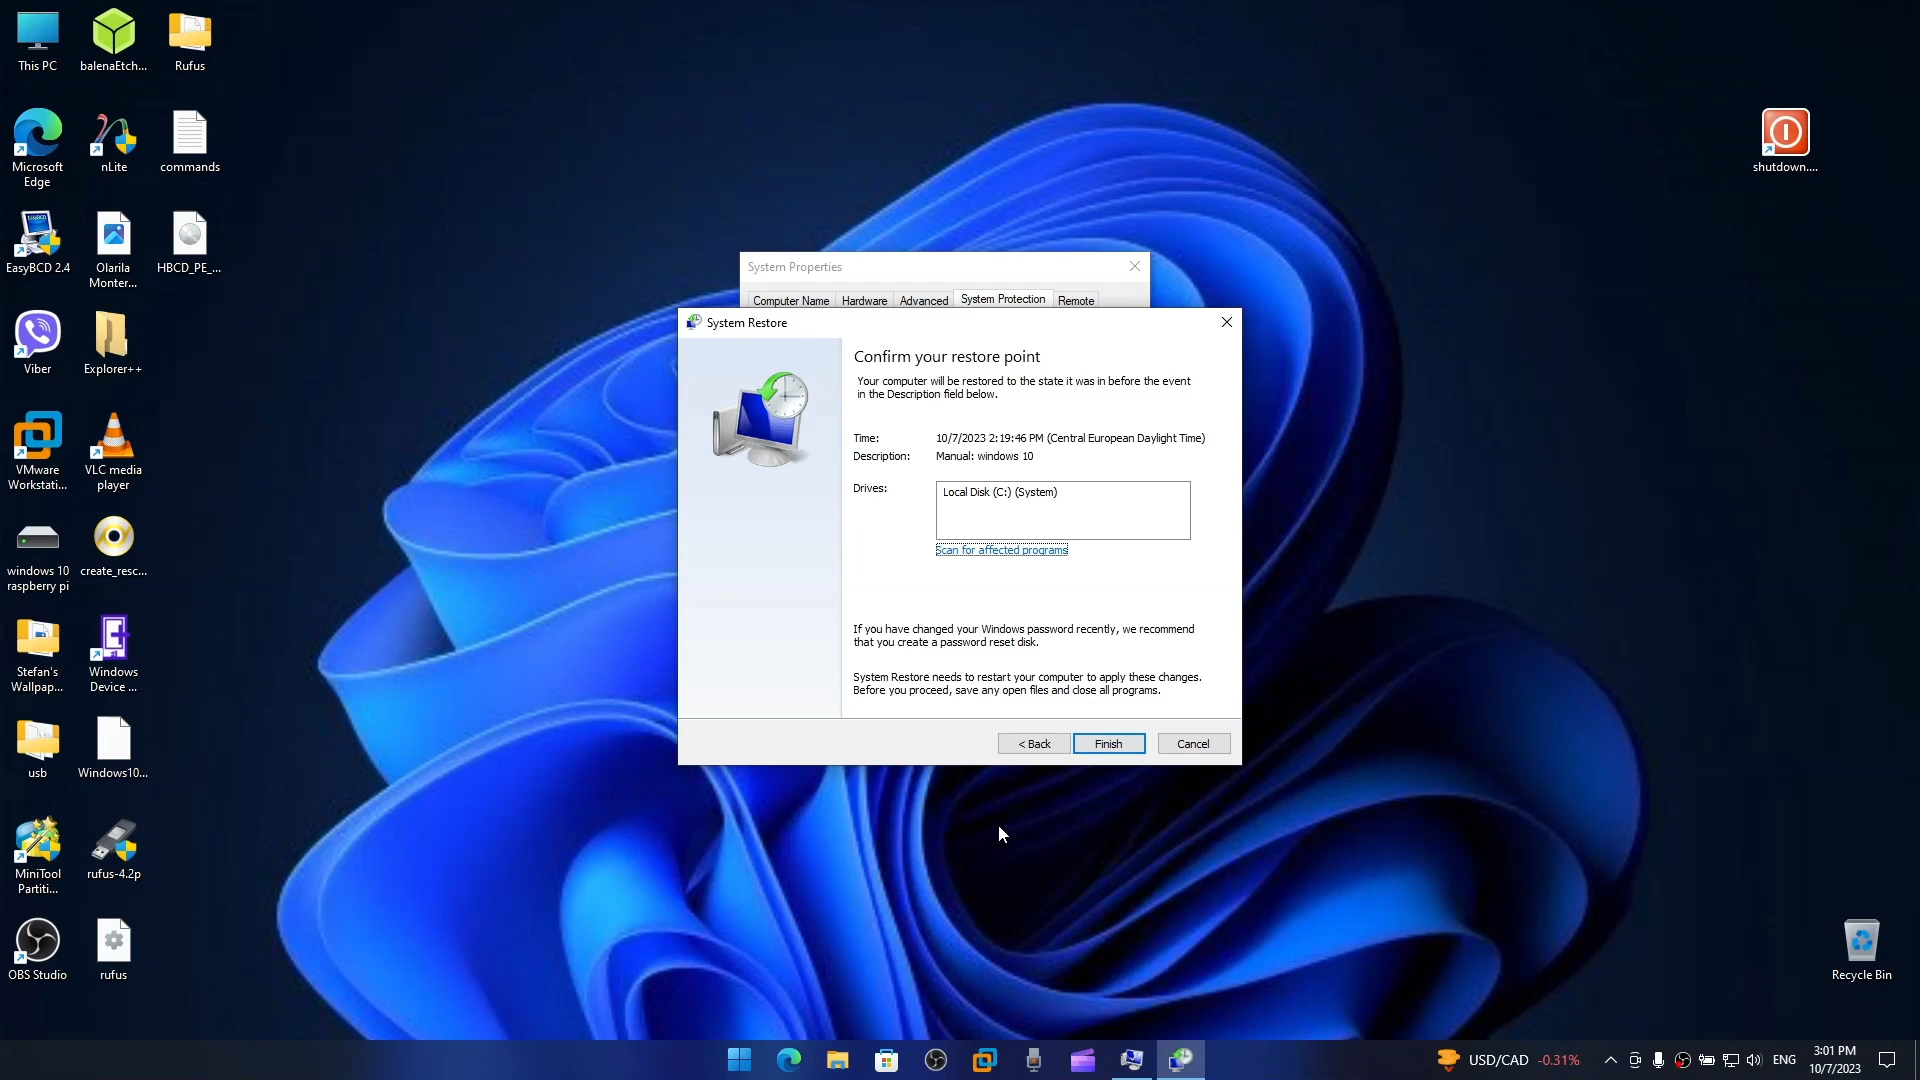 This PC
balenaEtch...
Rufus
Microsoft
Edge
nLite
commands
shutdown....
EasyBCD 2.4
Olarila
Monter...
HBCD_PE_...
Viber
Explorer++
VMware
Workstati...
VLC media
player
windows 10
raspberry pi
create_resc...
Stefan's
Wallpap...
Windows
Device ...
usb
Windows10...
MiniTool
Partiti...
rufus-4.2p
OBS Studio
rufus
Recycle Bin
System Properties
Computer Name Hardware Advanced System Protection Remote
System Restore
Confirm your restore point
Your computer will be restored to the state it was in before the event
in the Description field below.
Time: 10/7/2023 2:19:46 PM (Central European Daylight Time)
Description: Manual: windows 10
Drives: Local Disk (C:) (System)
Scan for affected programs
If you have changed your Windows password recently, we recommend
that you create a password reset disk.
System Restore needs to restart your computer to apply these changes.
Before you proceed, save any open files and close all programs.
< Back Finish Cancel
USD/CAD -0.31% ENG 3:01 PM
10/7/2023